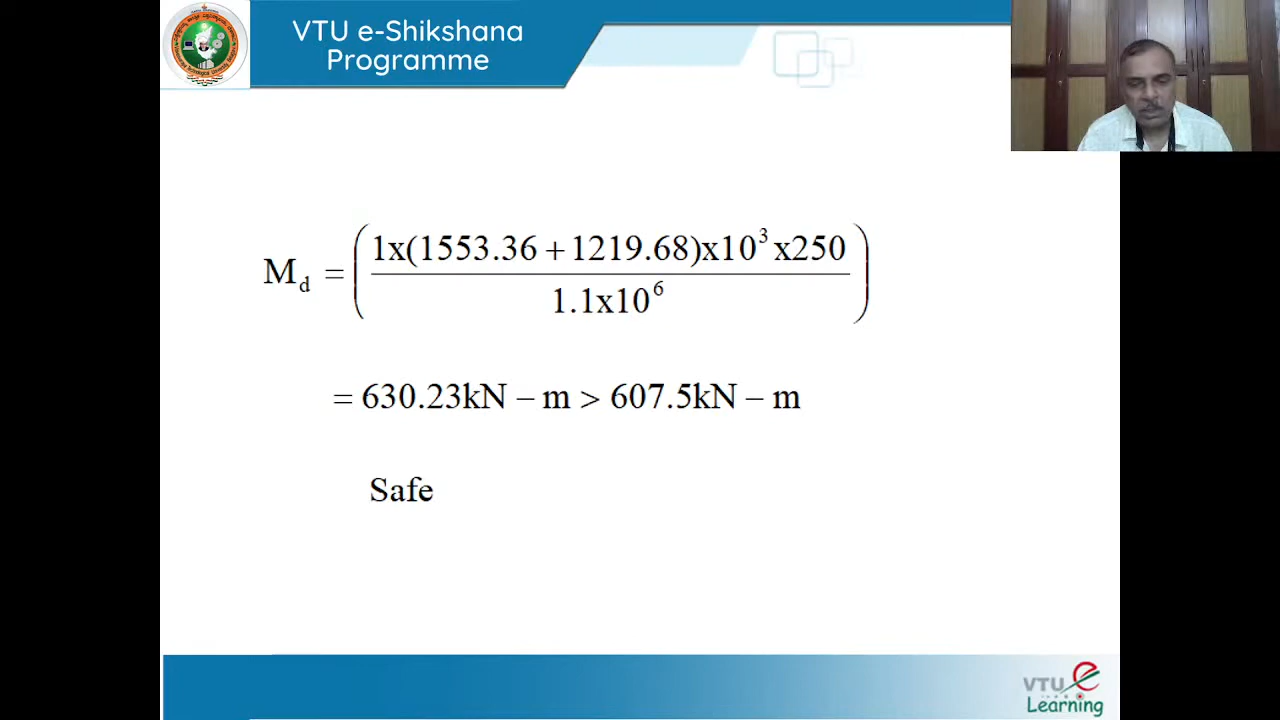 VTU e-Shikshana
Programme
M_d = ( 1x(1553.36 + 1219.68)x10^3 x250 / 1.1x10^6 )
= 630.23kN – m > 607.5kN – m
Safe
VTU e
Learning